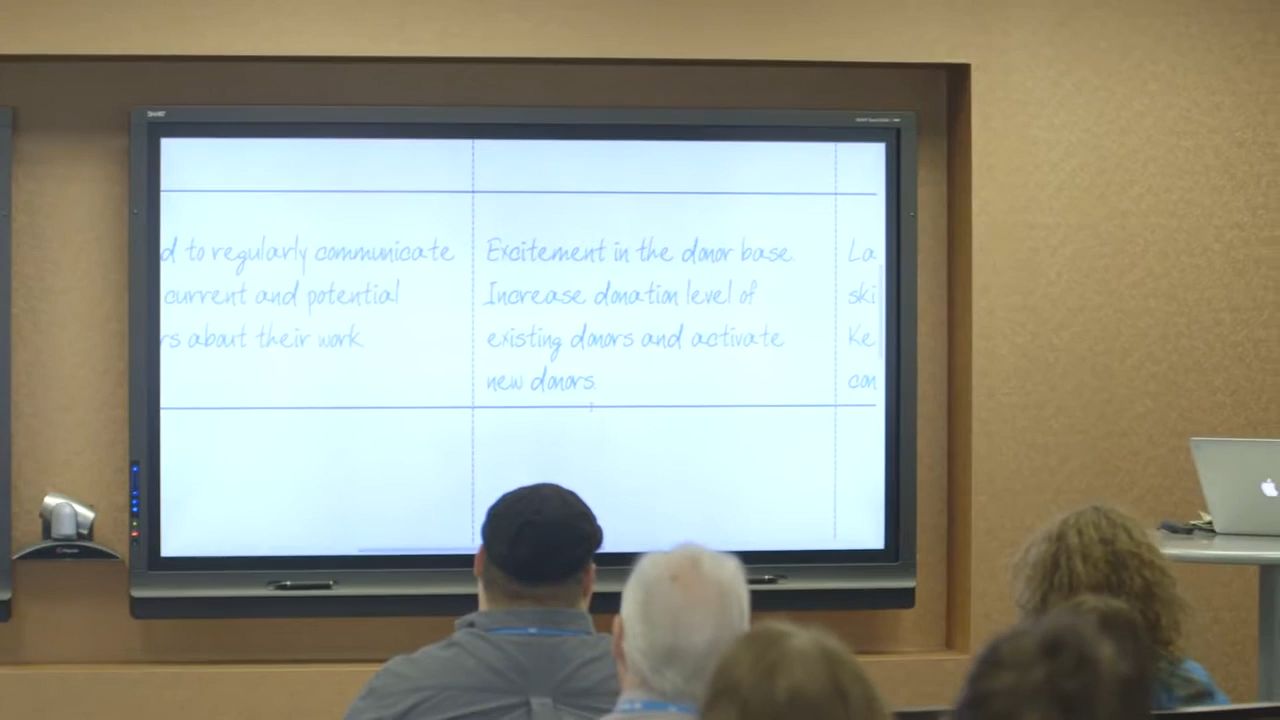 SMART
d to regularly communicate
current and potential
rs about their work.
Excitement in the donor base.
Increase donation level of
existing donors and activate
new donors.
La
ski
Ke
con